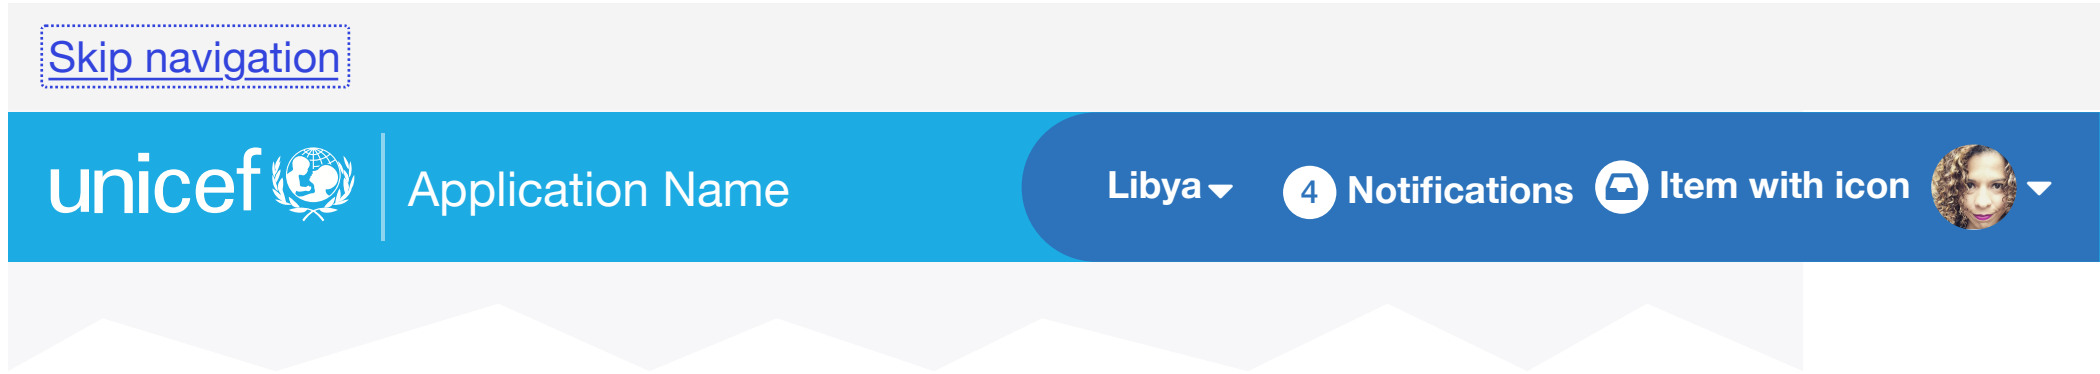 Skip navigation
unicef Application Name Libya 4 Notifications Item with icon